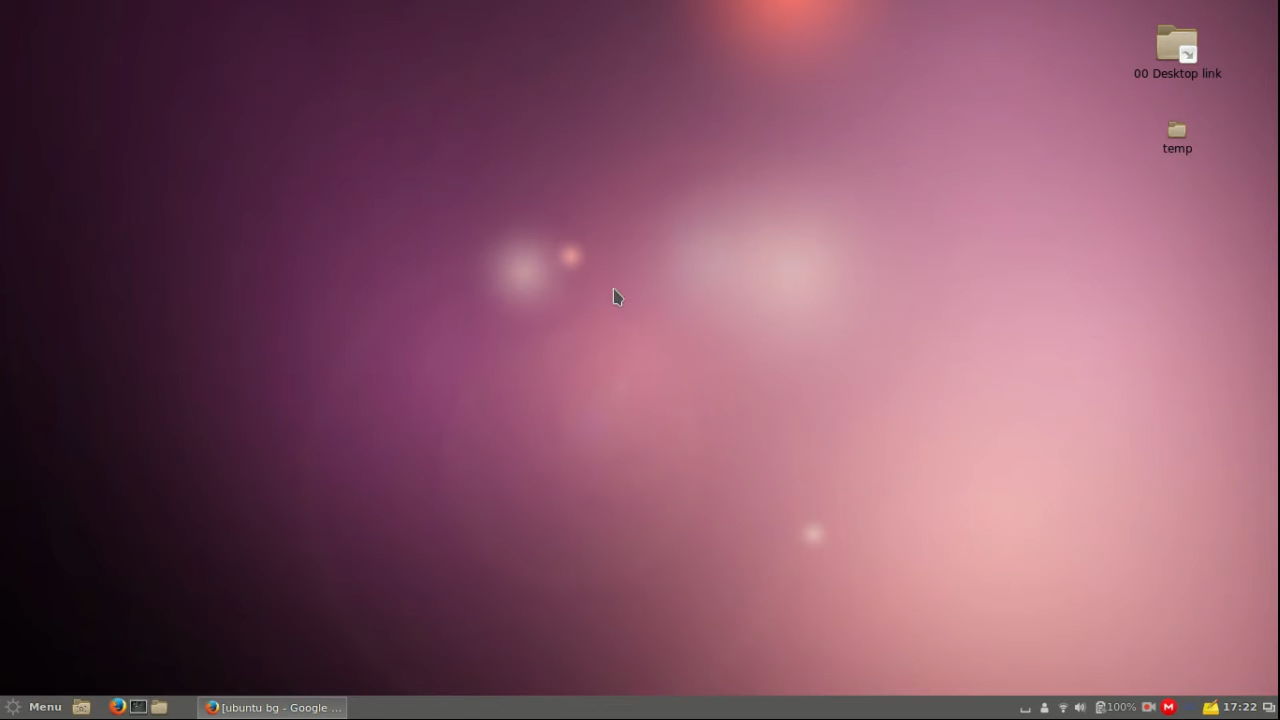 00 Desktop link
temp
Menu
[ubuntu bg - Google ...
100%
M
17:22